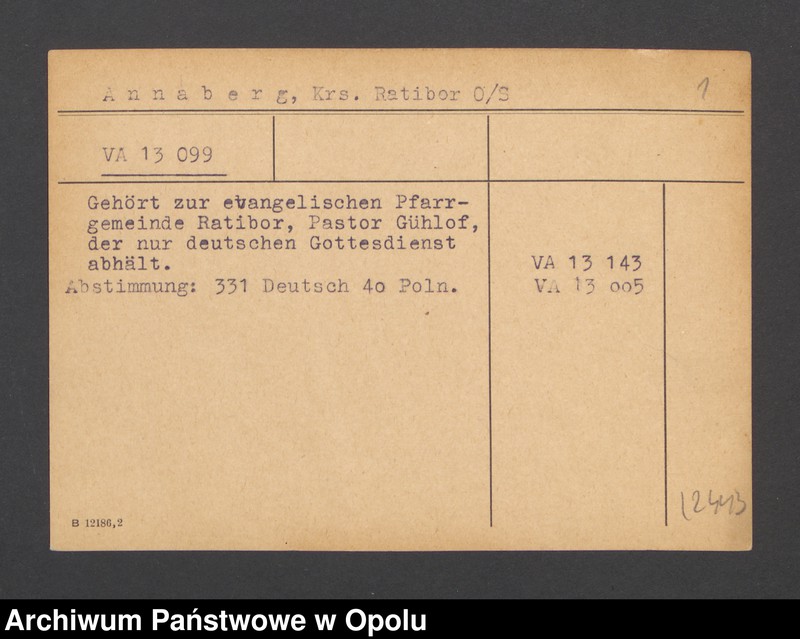 A n n a b e r g, Krs. Ratibor O/S
1
VA 13 099
Gehört zur evangelischen Pfarr-
gemeinde Ratibor, Pastor Gühlof,
der nur deutschen Gottesdienst
abhält.
VA 13 143
Abstimmung: 331 Deutsch 4o Poln.
VA 13 oo5
B 12186,2
Archiwum Państwowe w Opolu